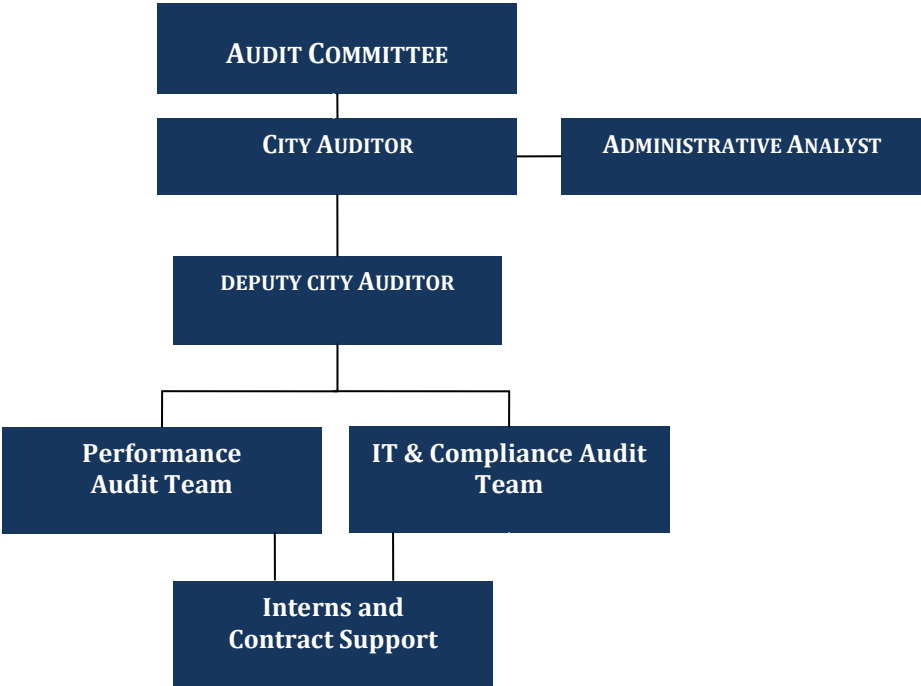 AUDIT COMMITTEE
CITY AUDITOR
ADMINISTRATIVE ANALYST
DEPUTY CITY AUDITOR
Performance
Audit Team
IT & Compliance Audit
Team
Interns and
Contract Support